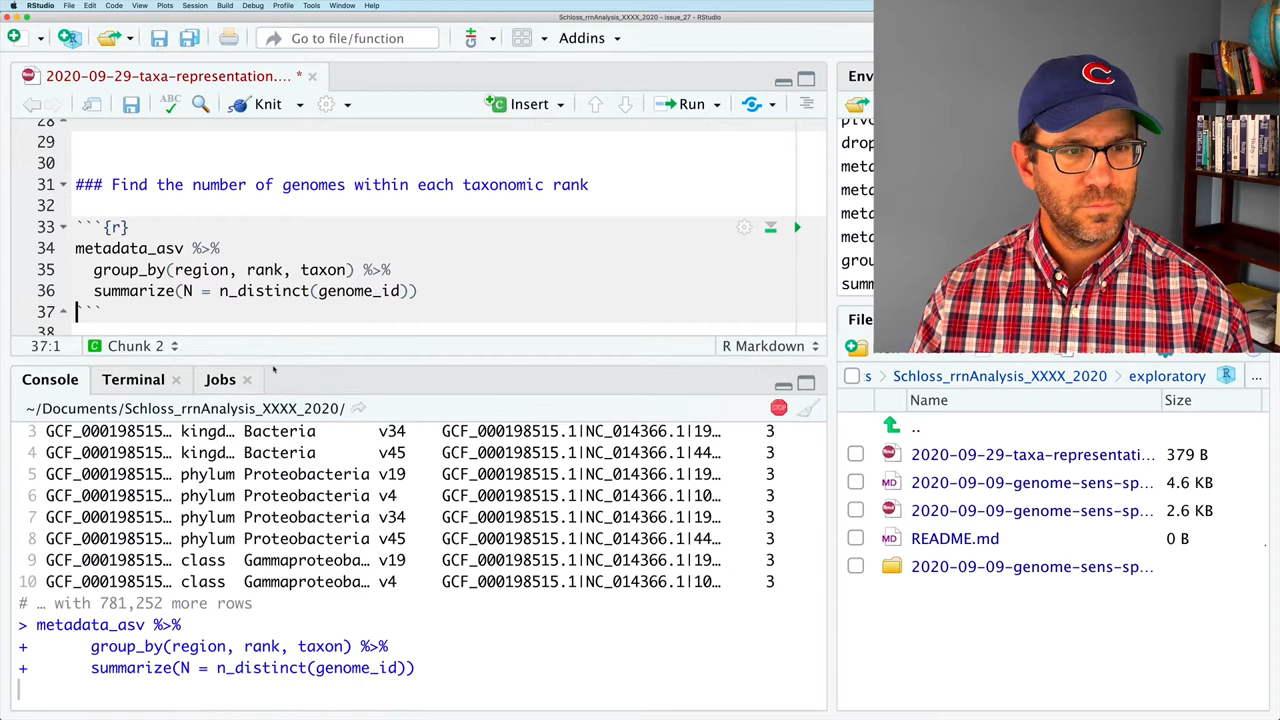 RStudio File Edit Code View Plots Session Build Debug Profile Tools Window Help
Schloss_rrnAnalysis_XXXX_2020 - issue_27 - RStudio
Go to file/function Addins
2020-09-29-taxa-representation.... *
ABC Knit Insert Run
28
29
30
31 ### Find the number of genomes within each taxonomic rank
32
33 ```{r}
34 metadata_asv %>%
35 group_by(region, rank, taxon) %>%
36 summarize(N = n_distinct(genome_id))
37 ```
38
37:1 Chunk 2 R Markdown
Console Terminal Jobs
~/Documents/Schloss_rrnAnalysis_XXXX_2020/
STOP
3 GCF_000198515… kingd… Bacteria v34 GCF_000198515.1|NC_014366.1|19… 3
4 GCF_000198515… kingd… Bacteria v45 GCF_000198515.1|NC_014366.1|44… 3
5 GCF_000198515… phylum Proteobacteria v19 GCF_000198515.1|NC_014366.1|19… 3
6 GCF_000198515… phylum Proteobacteria v4 GCF_000198515.1|NC_014366.1|10… 3
7 GCF_000198515… phylum Proteobacteria v34 GCF_000198515.1|NC_014366.1|19… 3
8 GCF_000198515… phylum Proteobacteria v45 GCF_000198515.1|NC_014366.1|44… 3
9 GCF_000198515… class Gammaproteoba… v19 GCF_000198515.1|NC_014366.1|19… 3
10 GCF_000198515… class Gammaproteoba… v4 GCF_000198515.1|NC_014366.1|10… 3
# … with 781,252 more rows
> metadata_asv %>%
+ group_by(region, rank, taxon) %>%
+ summarize(N = n_distinct(genome_id))
Env
drop
meta
meta
meta
meta
grou
summ
File
s Schloss_rrnAnalysis_XXXX_2020 exploratory ...
Name Size
..
2020-09-29-taxa-representati... 379 B
2020-09-09-genome-sens-sp... 4.6 KB
2020-09-09-genome-sens-sp... 2.6 KB
README.md 0 B
2020-09-09-genome-sens-sp...
C